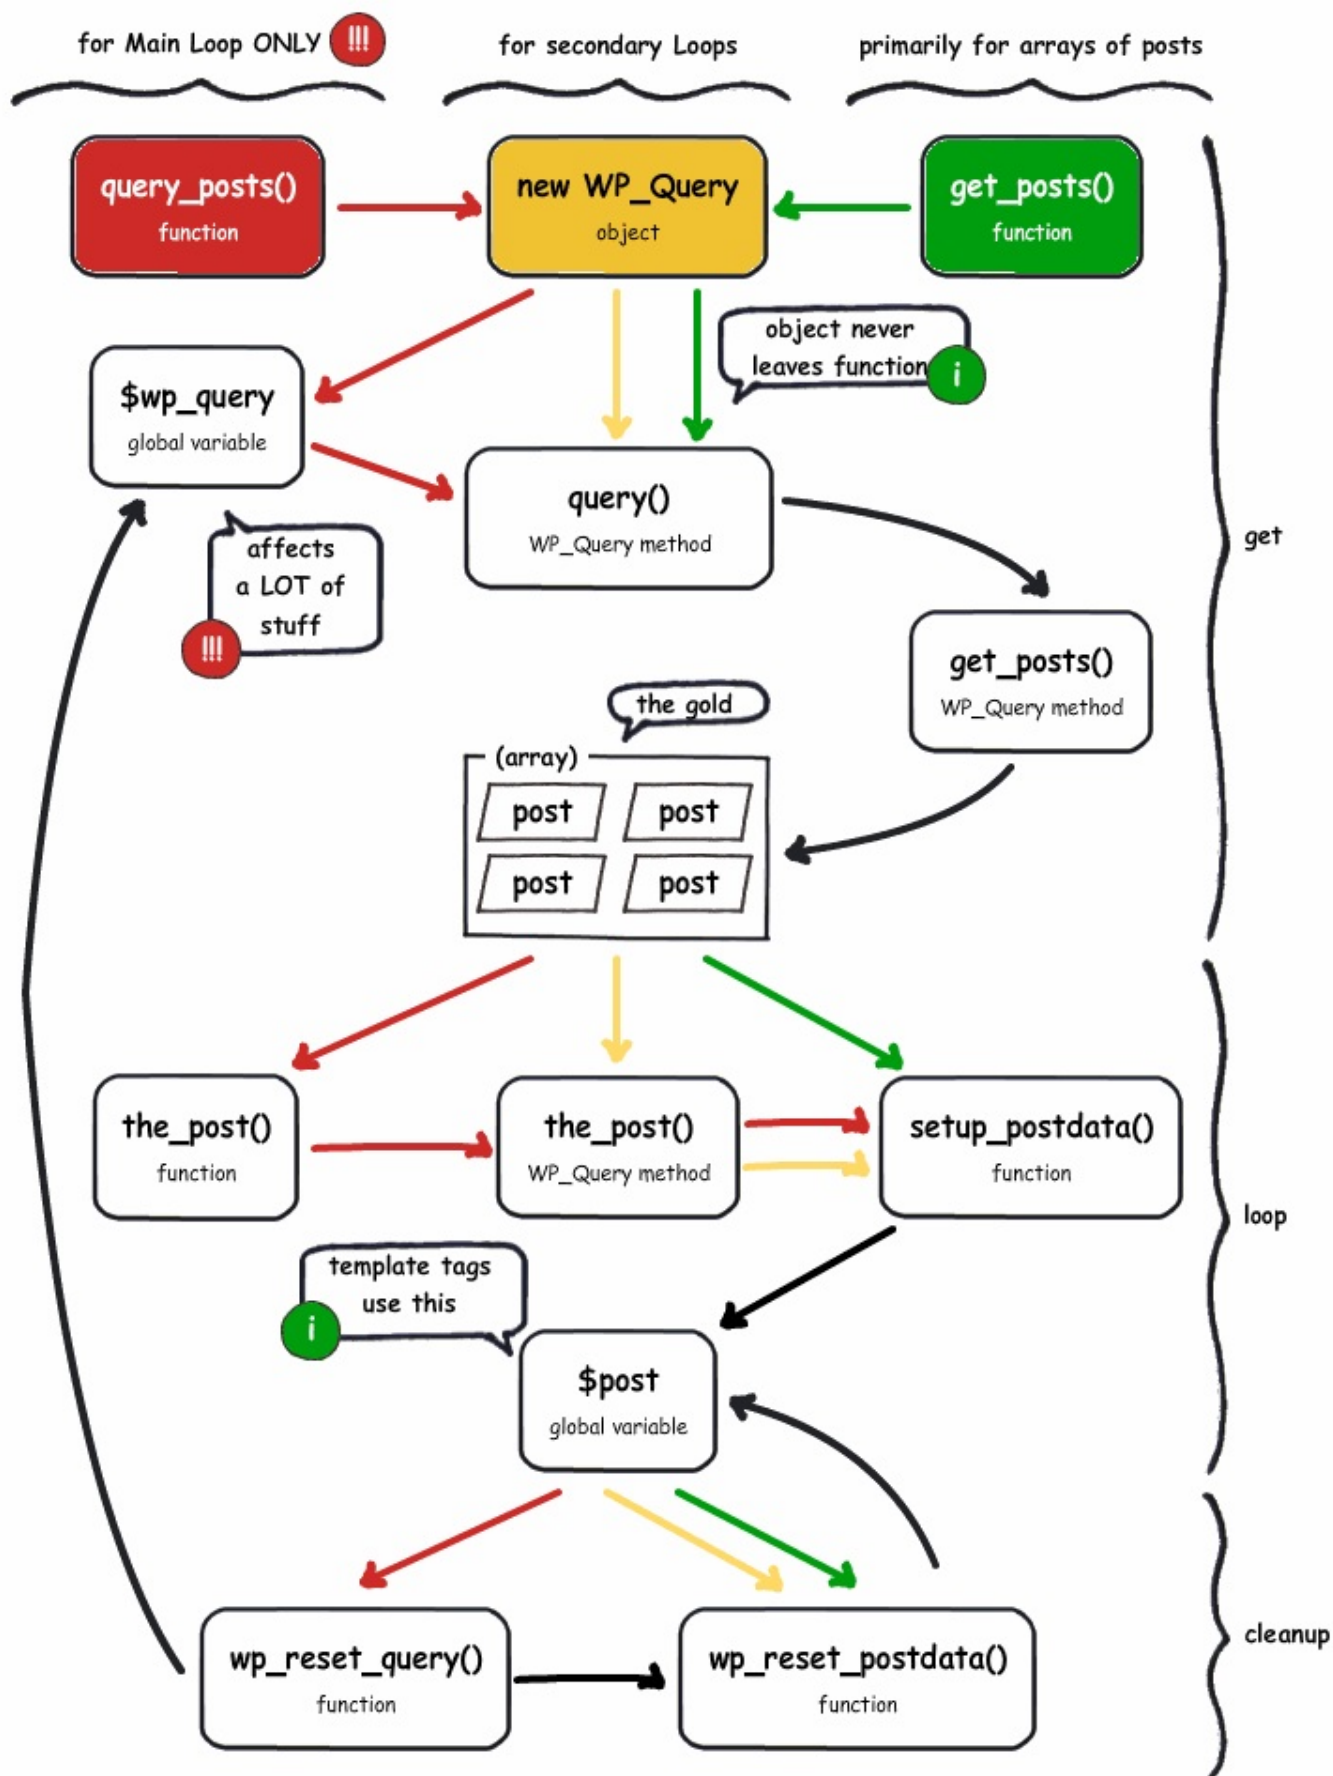 for Main Loop ONLY !!!
for secondary Loops
primarily for arrays of posts
query_posts()
function
new WP_Query
object
get_posts()
function
object never
leaves function
i
$wp_query
global variable
query()
WP_Query method
get
affects
a LOT of
stuff
!!!
get_posts()
WP_Query method
the gold
(array)
post
post
post
post
the_post()
function
the_post()
WP_Query method
setup_postdata()
function
loop
template tags
use this
i
$post
global variable
cleanup
wp_reset_query()
function
wp_reset_postdata()
function